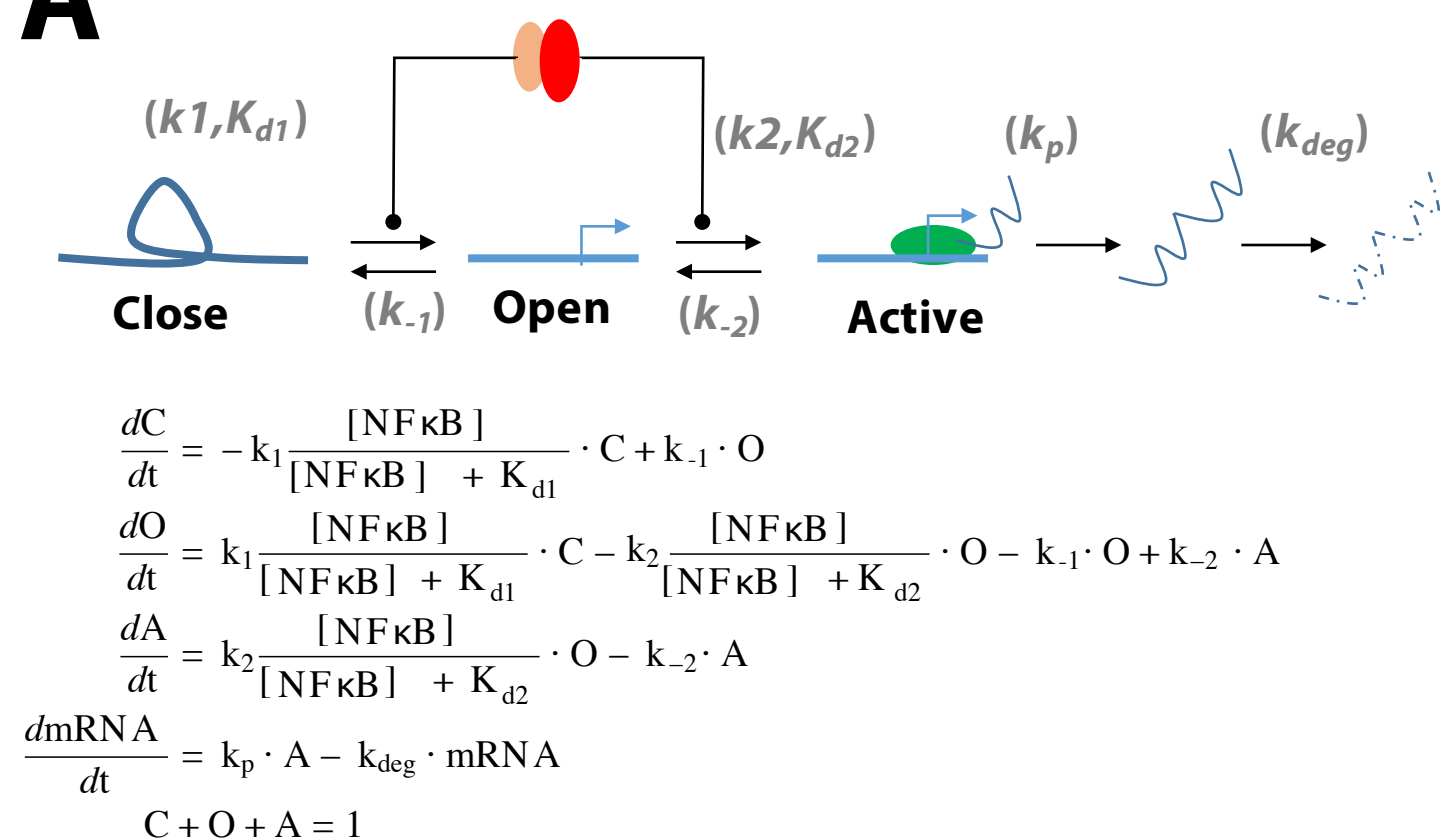 A
(k1,Kd1) (k2,Kd2) (kp) (kdeg)
Close (k-1) Open (k-2) Active
dC/dt = − k1 [NFκB]/([NFκB] + Kd1) · C + k-1 · O
dO/dt = k1 [NFκB]/([NFκB] + Kd1) · C − k2 [NFκB]/([NFκB] + Kd2) · O − k-1 · O + k−2 · A
dA/dt = k2 [NFκB]/([NFκB] + Kd2) · O − k−2 · A
dmRNA/dt = kp · A − kdeg · mRNA
C + O + A = 1